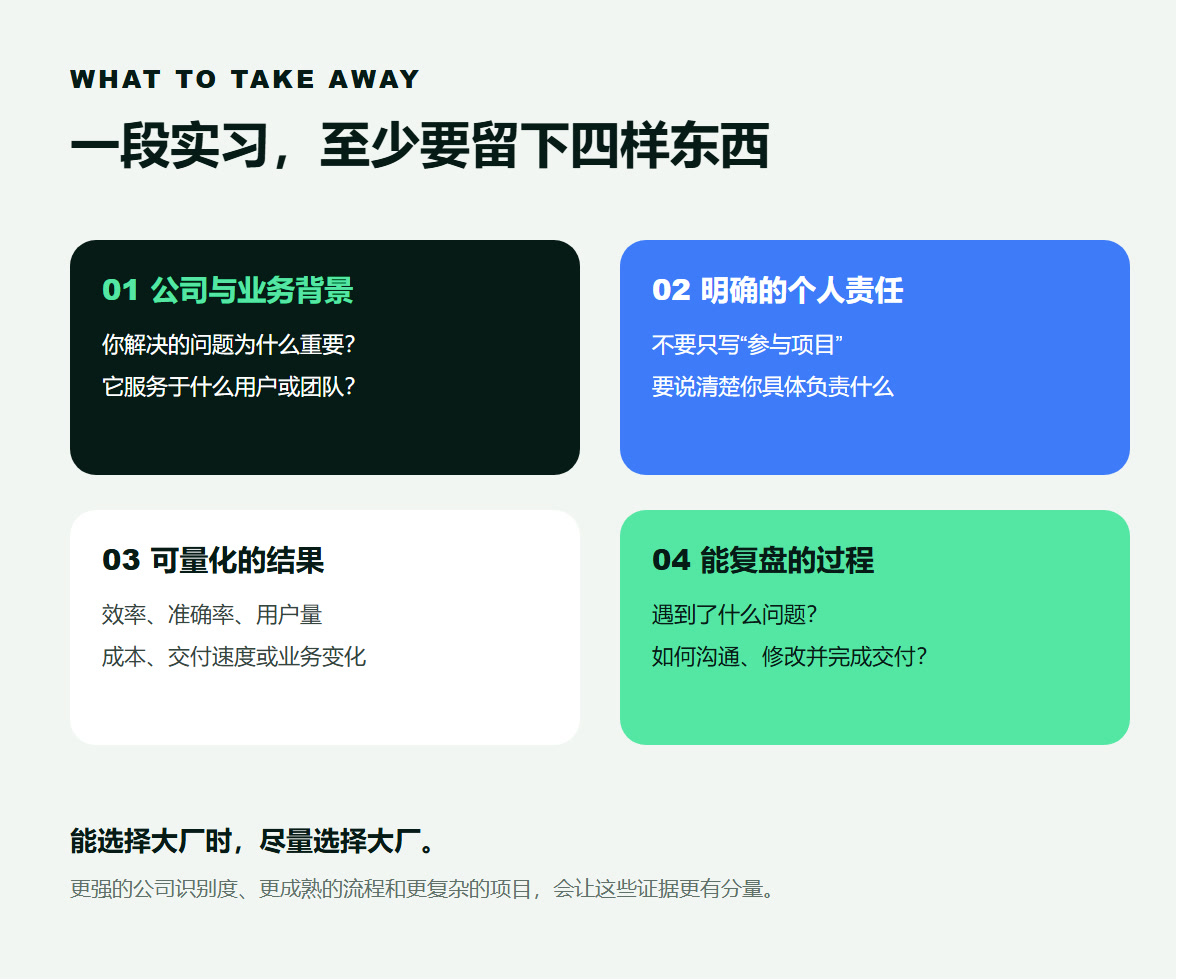 WHAT TO TAKE AWAY
一段实习，至少要留下四样东西
01 公司与业务背景
你解决的问题为什么重要？
它服务于什么用户或团队？
02 明确的个人责任
不要只写“参与项目”
要说清楚你具体负责什么
03 可量化的结果
效率、准确率、用户量
成本、交付速度或业务变化
04 能复盘的过程
遇到了什么问题？
如何沟通、修改并完成交付？
能选择大厂时，尽量选择大厂。
更强的公司识别度、更成熟的流程和更复杂的项目，会让这些证据更有分量。